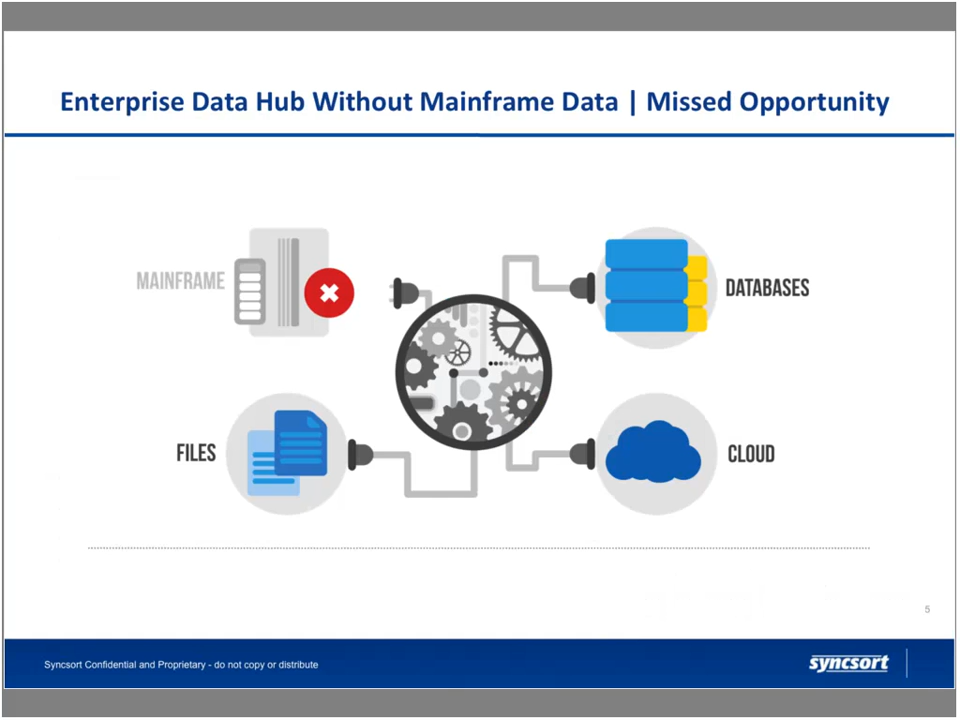 Enterprise Data Hub Without Mainframe Data | Missed Opportunity
MAINFRAME
DATABASES
FILES
CLOUD
5
Syncsort Confidential and Proprietary - do not copy or distribute
syncsort